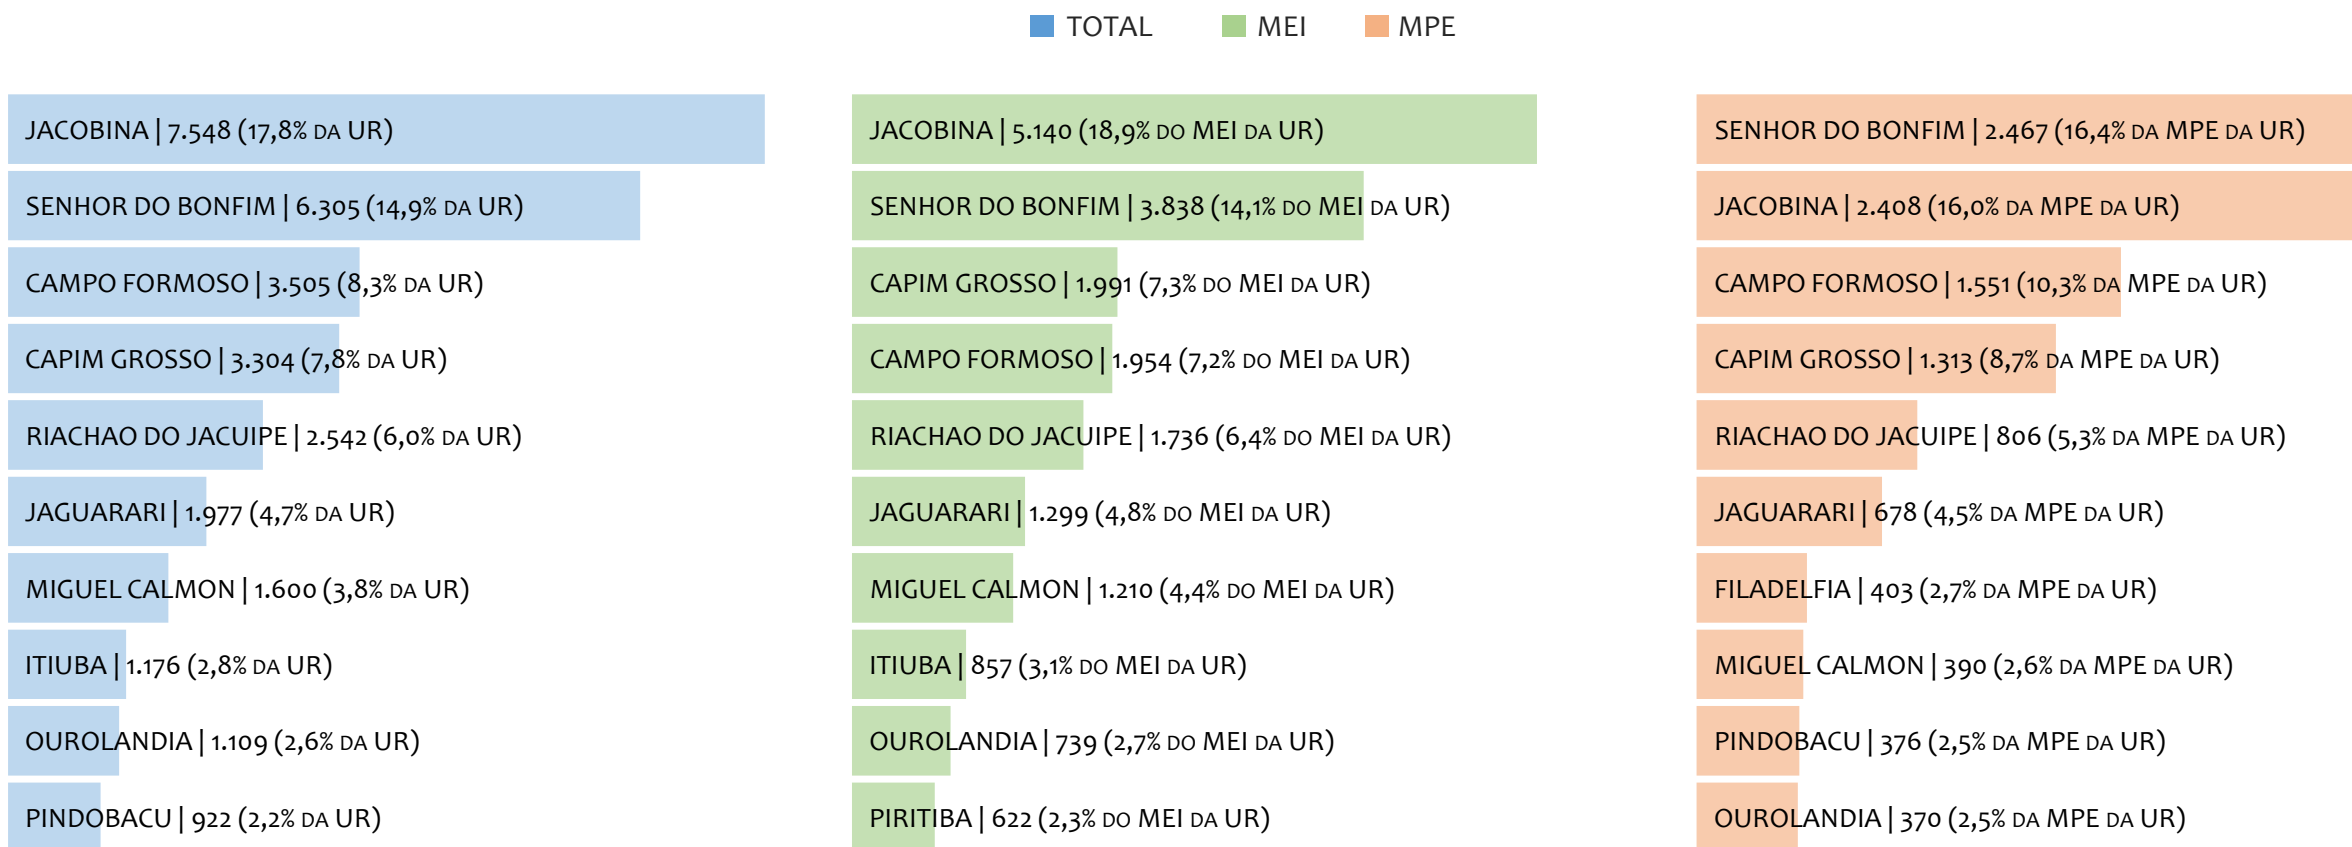 TOTAL MEI MPE
JACOBINA | 7.548 (17,8% DA UR)
SENHOR DO BONFIM | 6.305 (14,9% DA UR)
CAMPO FORMOSO | 3.505 (8,3% DA UR)
CAPIM GROSSO | 3.304 (7,8% DA UR)
RIACHAO DO JACUIPE | 2.542 (6,0% DA UR)
JAGUARARI | 1.977 (4,7% DA UR)
MIGUEL CALMON | 1.600 (3,8% DA UR)
ITIUBA | 1.176 (2,8% DA UR)
OUROLANDIA | 1.109 (2,6% DA UR)
PINDOBACU | 922 (2,2% DA UR)
JACOBINA | 5.140 (18,9% DO MEI DA UR)
SENHOR DO BONFIM | 3.838 (14,1% DO MEI DA UR)
CAPIM GROSSO | 1.991 (7,3% DO MEI DA UR)
CAMPO FORMOSO | 1.954 (7,2% DO MEI DA UR)
RIACHAO DO JACUIPE | 1.736 (6,4% DO MEI DA UR)
JAGUARARI | 1.299 (4,8% DO MEI DA UR)
MIGUEL CALMON | 1.210 (4,4% DO MEI DA UR)
ITIUBA | 857 (3,1% DO MEI DA UR)
OUROLANDIA | 739 (2,7% DO MEI DA UR)
PIRITIBA | 622 (2,3% DO MEI DA UR)
SENHOR DO BONFIM | 2.467 (16,4% DA MPE DA UR)
JACOBINA | 2.408 (16,0% DA MPE DA UR)
CAMPO FORMOSO | 1.551 (10,3% DA MPE DA UR)
CAPIM GROSSO | 1.313 (8,7% DA MPE DA UR)
RIACHAO DO JACUIPE | 806 (5,3% DA MPE DA UR)
JAGUARARI | 678 (4,5% DA MPE DA UR)
FILADELFIA | 403 (2,7% DA MPE DA UR)
MIGUEL CALMON | 390 (2,6% DA MPE DA UR)
PINDOBACU | 376 (2,5% DA MPE DA UR)
OUROLANDIA | 370 (2,5% DA MPE DA UR)